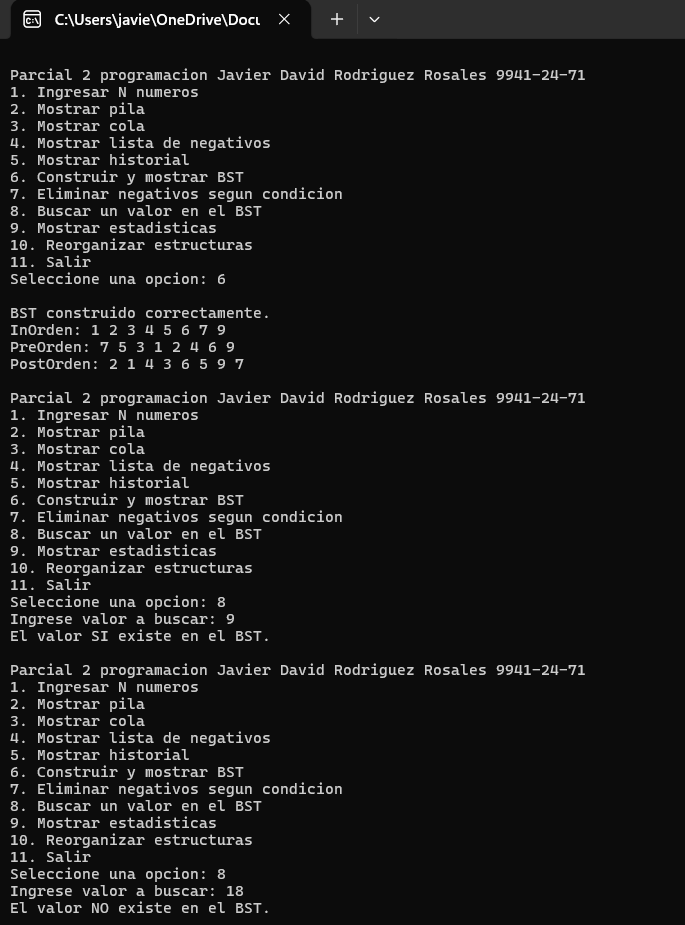 C:\Users\javie\OneDrive\Docu
Parcial 2 programacion Javier David Rodriguez Rosales 9941-24-71
1. Ingresar N numeros
2. Mostrar pila
3. Mostrar cola
4. Mostrar lista de negativos
5. Mostrar historial
6. Construir y mostrar BST
7. Eliminar negativos segun condicion
8. Buscar un valor en el BST
9. Mostrar estadisticas
10. Reorganizar estructuras
11. Salir
Seleccione una opcion: 6
BST construido correctamente.
InOrden: 1 2 3 4 5 6 7 9
PreOrden: 7 5 3 1 2 4 6 9
PostOrden: 2 1 4 3 6 5 9 7
Parcial 2 programacion Javier David Rodriguez Rosales 9941-24-71
1. Ingresar N numeros
2. Mostrar pila
3. Mostrar cola
4. Mostrar lista de negativos
5. Mostrar historial
6. Construir y mostrar BST
7. Eliminar negativos segun condicion
8. Buscar un valor en el BST
9. Mostrar estadisticas
10. Reorganizar estructuras
11. Salir
Seleccione una opcion: 8
Ingrese valor a buscar: 9
El valor SI existe en el BST.
Parcial 2 programacion Javier David Rodriguez Rosales 9941-24-71
1. Ingresar N numeros
2. Mostrar pila
3. Mostrar cola
4. Mostrar lista de negativos
5. Mostrar historial
6. Construir y mostrar BST
7. Eliminar negativos segun condicion
8. Buscar un valor en el BST
9. Mostrar estadisticas
10. Reorganizar estructuras
11. Salir
Seleccione una opcion: 8
Ingrese valor a buscar: 18
El valor NO existe en el BST.